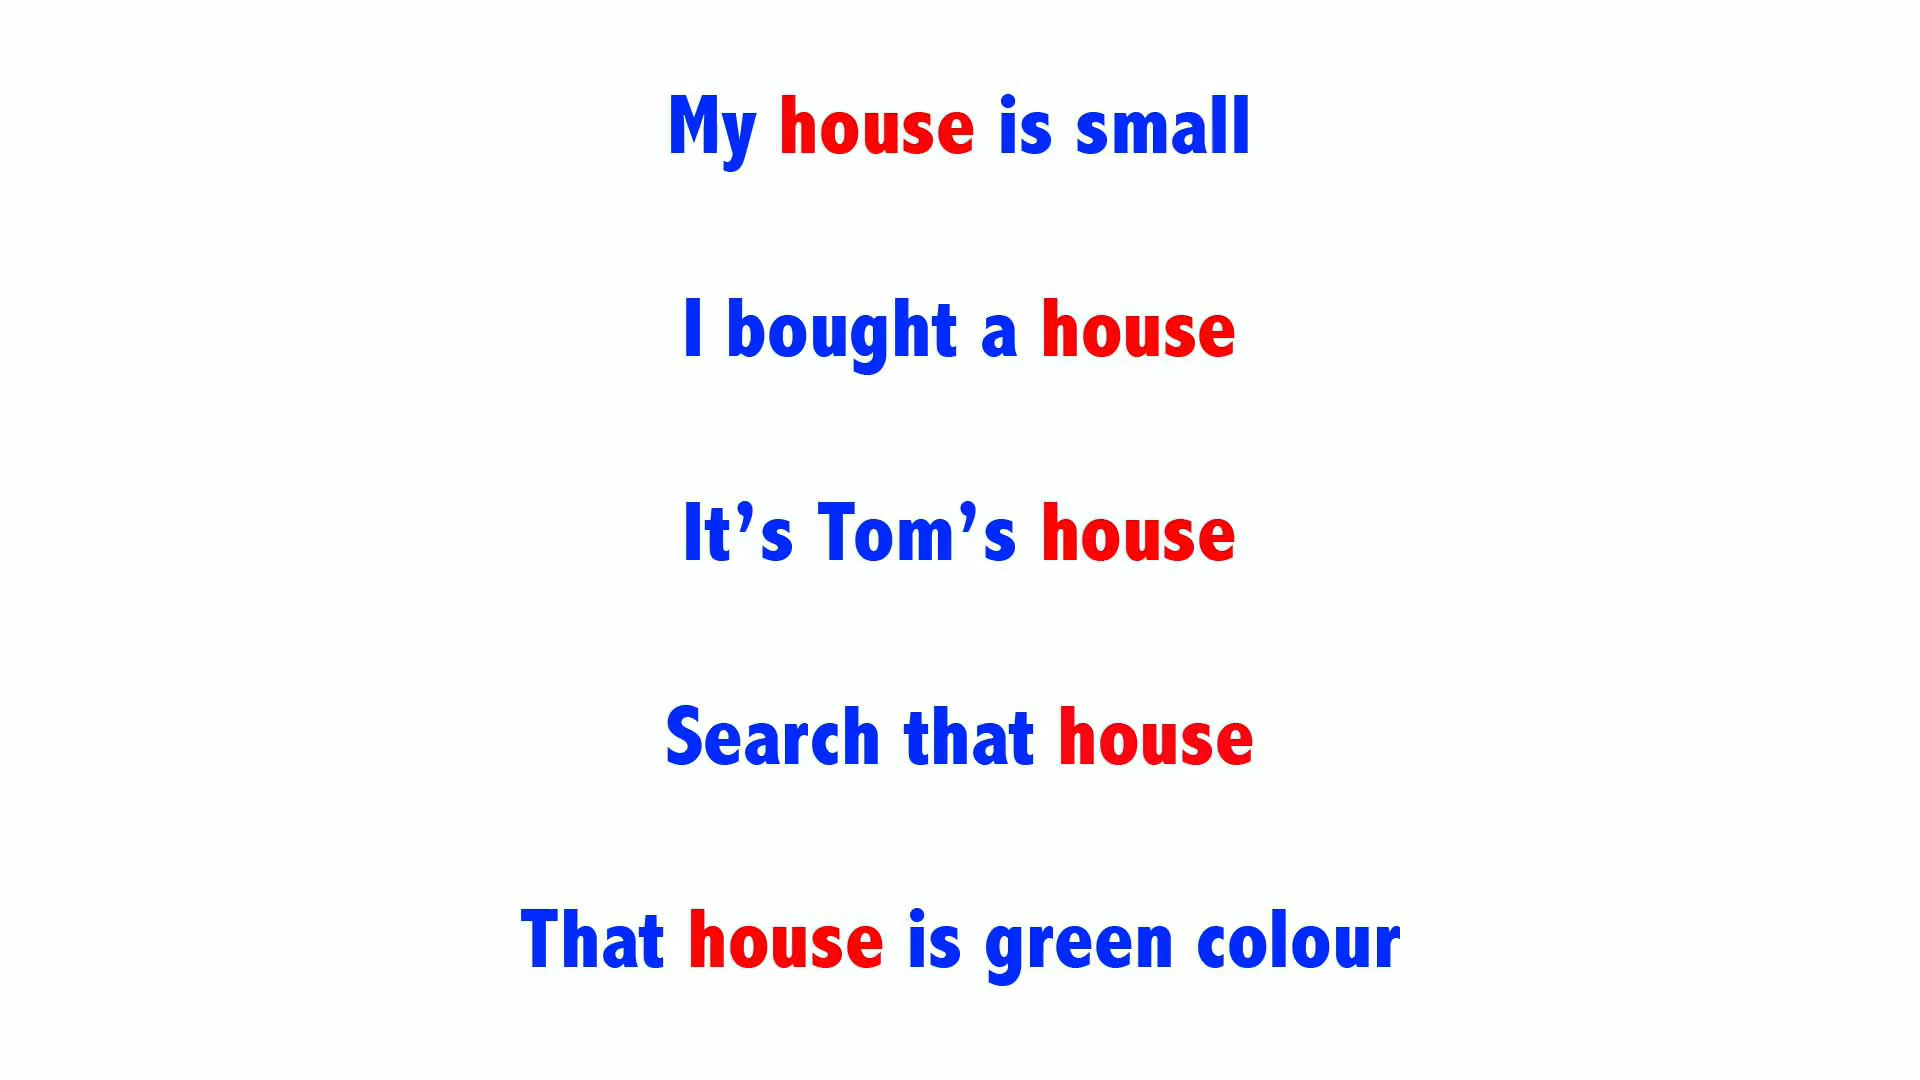 My house is small
I bought a house
It’s Tom’s house
Search that house
That house is green colour